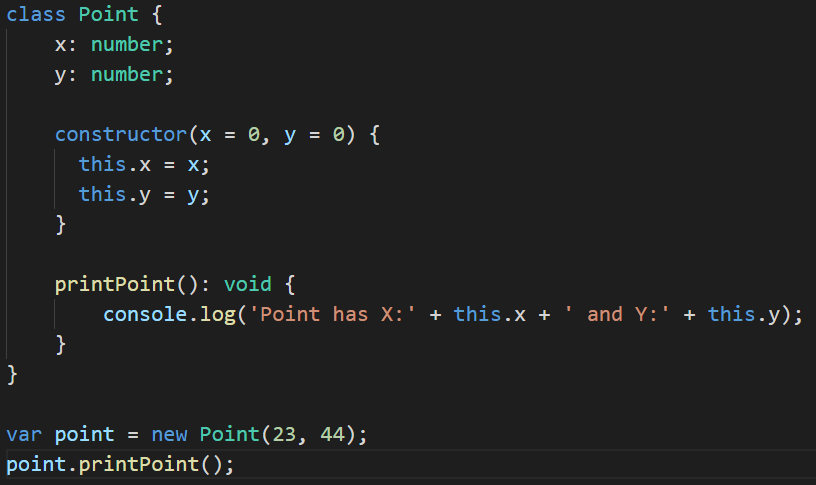 class Point {
    x: number;
    y: number;

    constructor(x = 0, y = 0) {
      this.x = x;
      this.y = y;
    }

    printPoint(): void {
        console.log('Point has X:' + this.x + ' and Y:' + this.y);
    }
}

var point = new Point(23, 44);
point.printPoint();